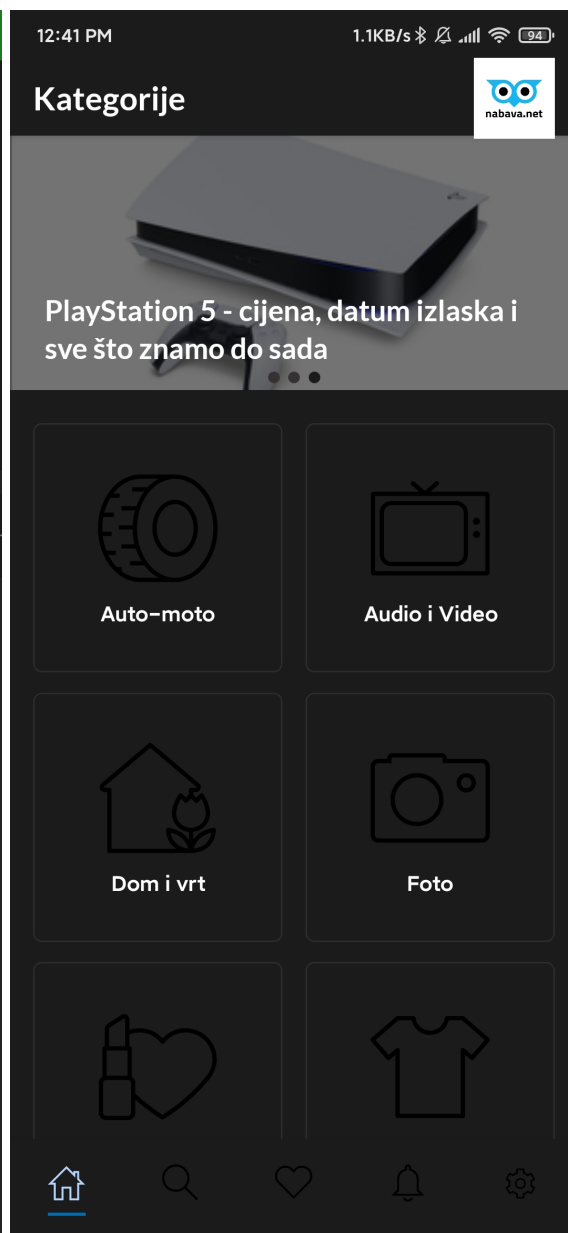 12:41 PM
1.1KB/s 94
Kategorije
nabava.net
PlayStation 5 - cijena, datum izlaska i
sve što znamo do sada
Auto-moto
Audio i Video
Dom i vrt
Foto